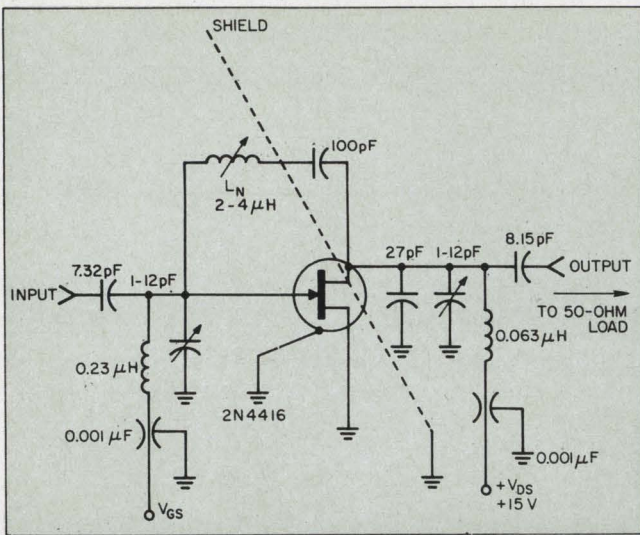 SHIELD
100pF
L_N
2-4μH
7.32pF
1-12pF
27pF
1-12pF
8.15pF
INPUT
OUTPUT
TO 50-OHM
LOAD
0.23μH
0.063μH
2N4416
0.001μF
0.001μF
V_GS
+V_DS
+15V